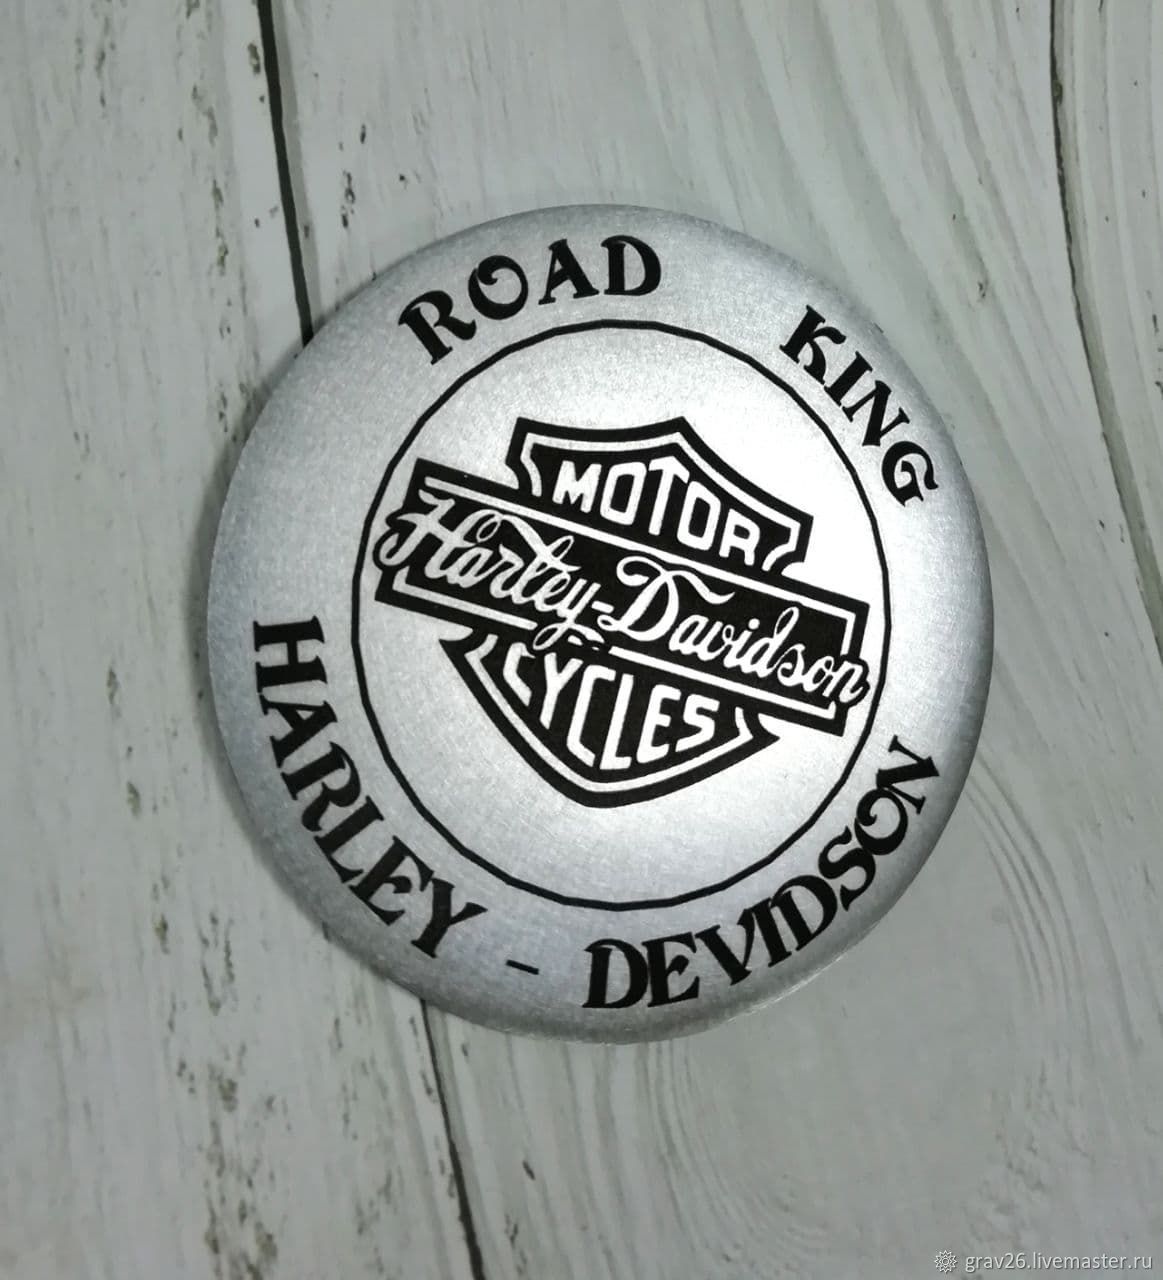 ROAD KING
MOTOR
Harley-Davidson
CYCLES
HARLEY - DEVIDSON
grav26.livemaster.ru